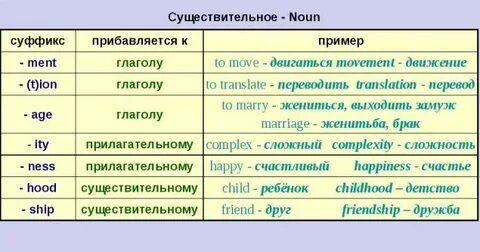 Существительное - Noun
суффикс прибавляется к пример
- ment глаголу to move - двигаться movement - движение
- (t)ion глаголу to translate - переводить translation - перевод
- age глаголу to marry - жениться, выходить замуж
marriage - женитьба, брак
- ity прилагательному complex - сложный complexity - сложность
- ness прилагательному happy - счастливый happiness - счастье
- hood существительному child - ребёнок childhood – детство
- ship существительному friend - друг friendship – дружба